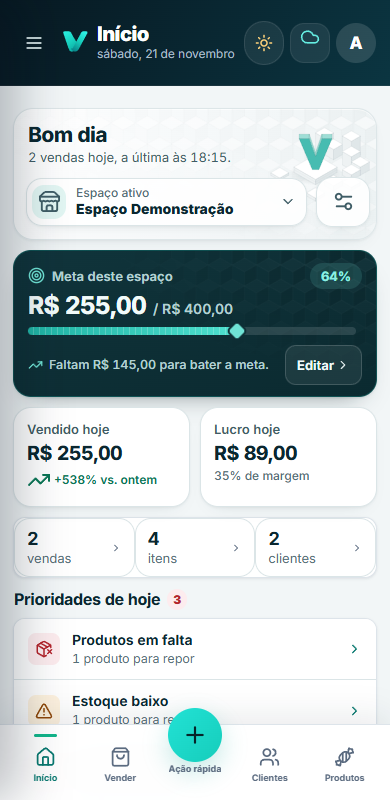 Início
sábado, 21 de novembro
A
Bom dia
2 vendas hoje, a última às 18:15.
Espaço ativo
Espaço Demonstração
Meta deste espaço
64%
R$ 255,00 / R$ 400,00
Faltam R$ 145,00 para bater a meta.
Editar
Vendido hoje
R$ 255,00
+538% vs. ontem
Lucro hoje
R$ 89,00
35% de margem
2
vendas
4
itens
2
clientes
Prioridades de hoje 3
Produtos em falta
1 produto para repor
Estoque baixo
1 produto para repor
Início
Vender
Ação rápida
Clientes
Produtos